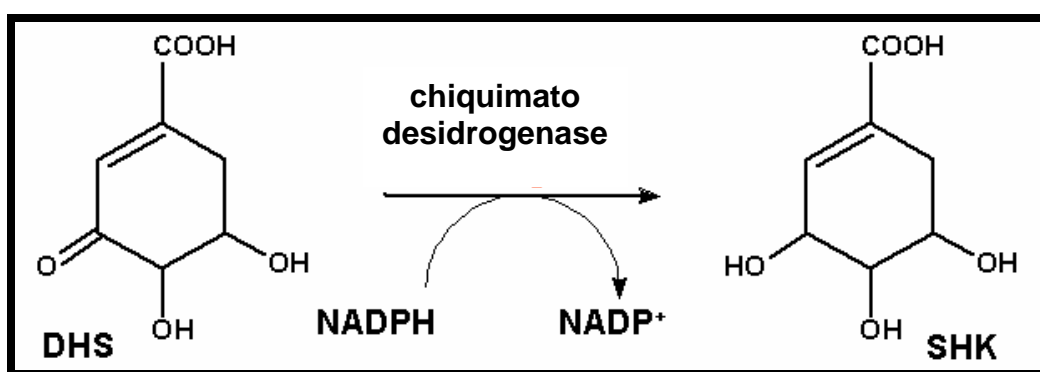 COOH
COOH
chiquimato
desidrogenase
O
OH
HO
OH
OH
OH
NADPH
NADP⁺
DHS
SHK